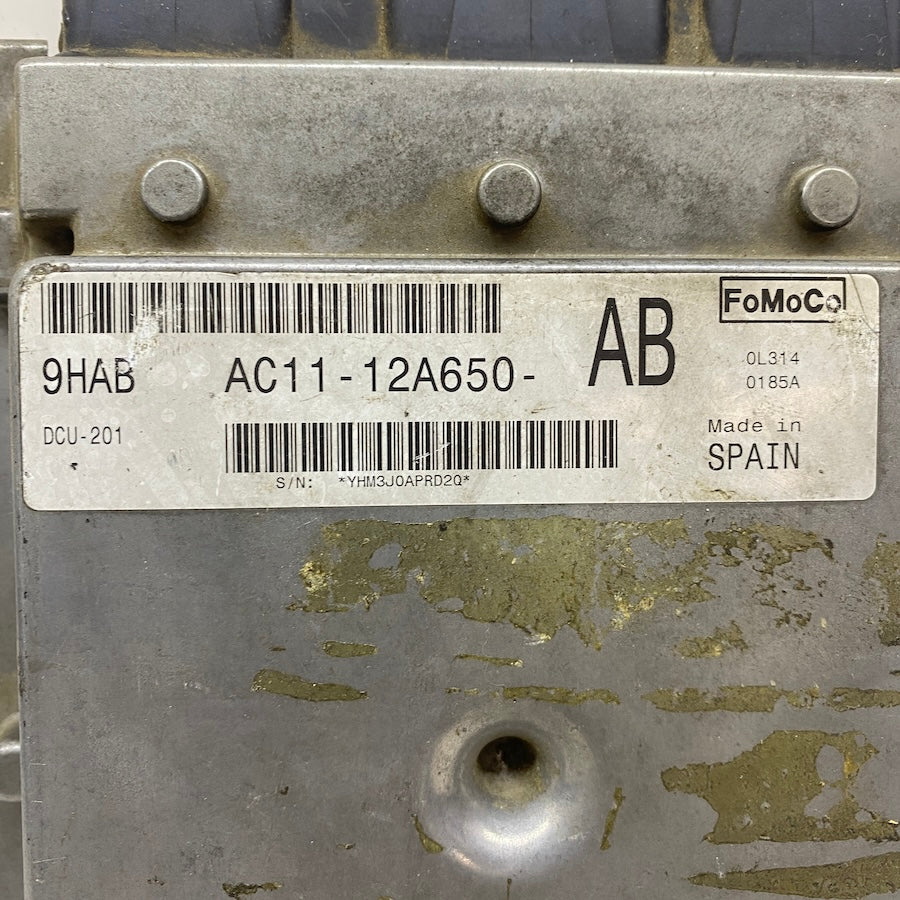 FoMoCo
9HAB AC11-12A650- AB
0L314
0185A
DCU-201
Made in
SPAIN
S/N: *YHM3J0APRD2Q*